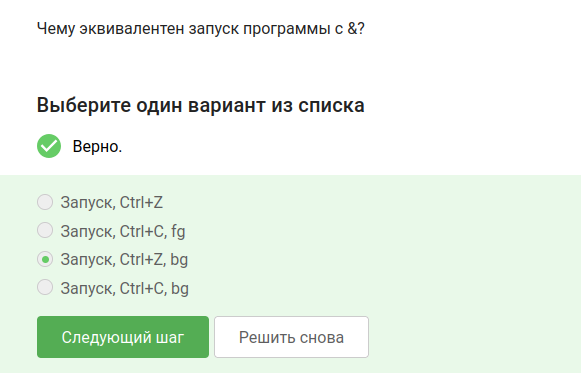 Чему эквивалентен запуск программы с &?
Выберите один вариант из списка
Верно.
Запуск, Ctrl+Z
Запуск, Ctrl+C, fg
Запуск, Ctrl+Z, bg
Запуск, Ctrl+C, bg
Следующий шаг Решить снова